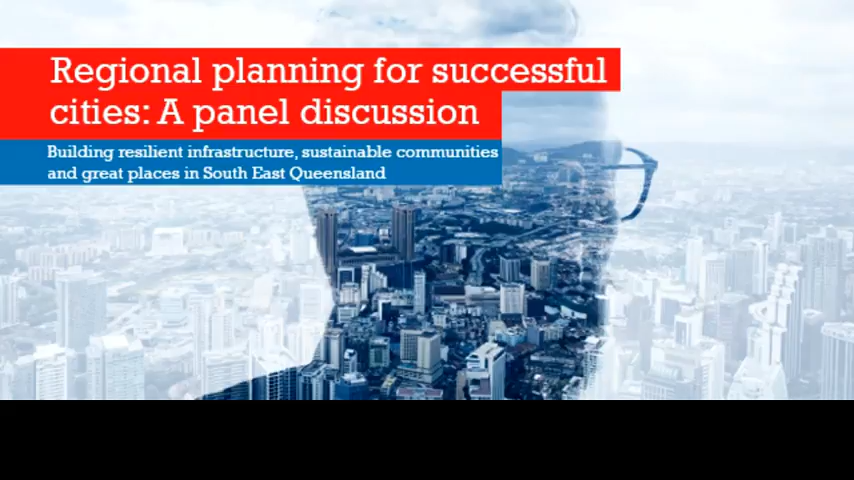 Regional planning for successful
cities: A panel discussion
Building resilient infrastructure, sustainable communities
and great places in South East Queensland